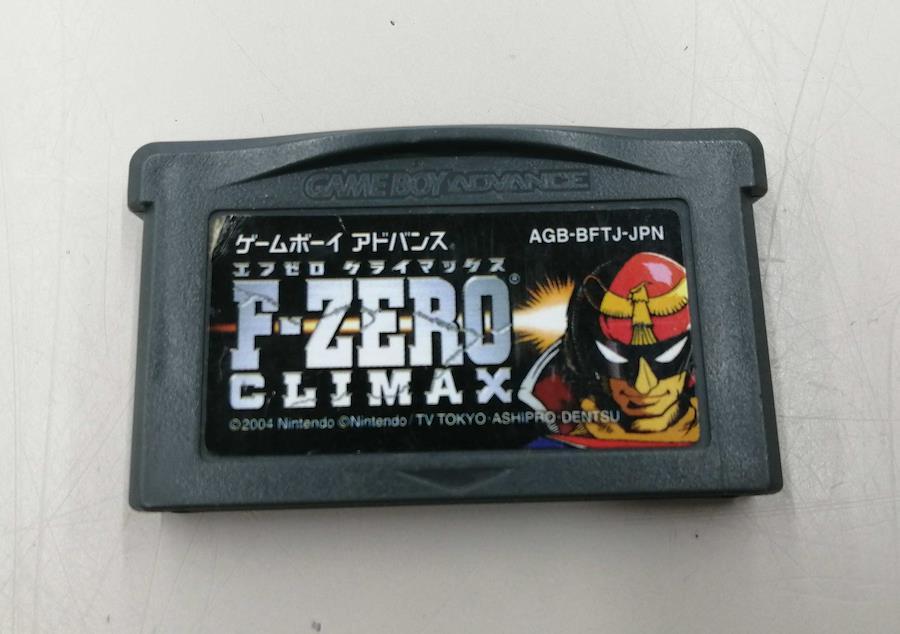 GAME BOY ADVANCE
ゲームボーイ アドバンス
AGB-BFTJ-JPN
エフゼロ クライマックス
F-ZERO®
CLIMAX
©2004 Nintendo ©Nintendo / TV TOKYO·ASHIPRO·DENTSU